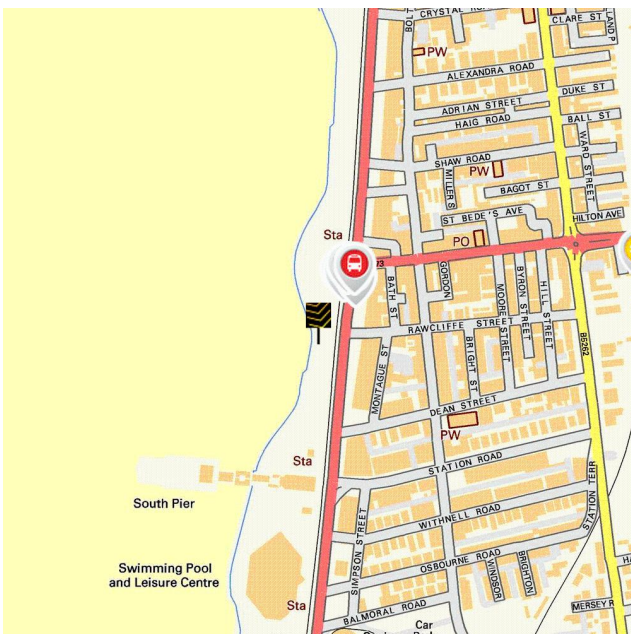 CRYSTAL ROAD
CLARE ST
PW
ALEXANDRA ROAD
DUKE ST
ADRIAN STREET
HAIG ROAD
BALL ST
WARD STREET
SHAW ROAD
PW
MILLER S
BAGOT ST
HILTON AVE
ST BEDE'S AVE
Sta
PO
73
BATH ST
GORDON
MOORE STREET
BYRON STREET
HILL STREET
RAWCLIFFE STREET
B5262
BRIGHT ST
MONTAGUE ST
DEAN STREET
PW
Sta
STATION ROAD
South Pier
WITHNELL ROAD
STATION TERR
SIMPSON STREET
OSBOURNE ROAD
Swimming Pool
and Leisure Centre
WINDSOR
BRIGHTON
Sta
BALMORAL ROAD
MERSEY R
Car